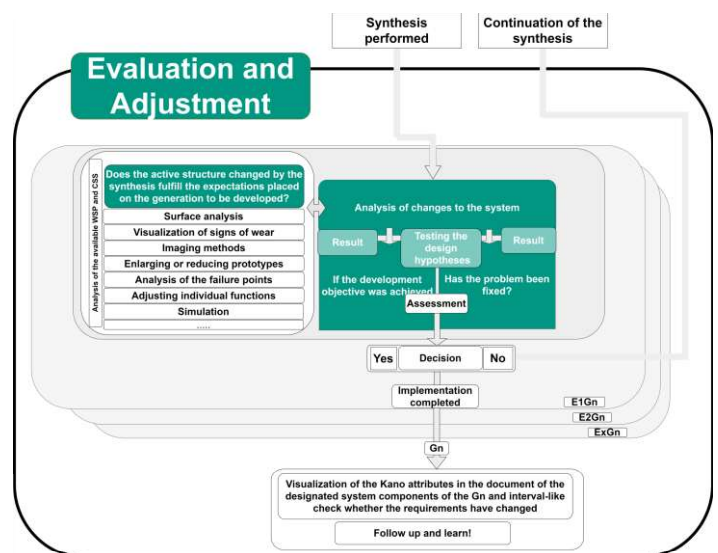 Synthesis
performed
Continuation of the
synthesis
Evaluation and
Adjustment
Analysis of the available WSP and CSS
Does the active structure changed by the
synthesis fulfill the expectations placed
on the generation to be developed?
Surface analysis
Visualization of signs of wear
Imaging methods
Enlarging or reducing prototypes
Analysis of the failure points
Adjusting individual functions
Simulation
.....
Analysis of changes to the system
Result
Testing the
design
hypotheses
Result
If the development
objective was achieved
Has the problem been
fixed?
Assessment
Yes
Decision
No
Implementation
completed
E1Gn
E2Gn
ExGn
Gn
Visualization of the Kano attributes in the document of the
designated system components of the Gn and interval-like
check whether the requirements have changed
Follow up and learn!